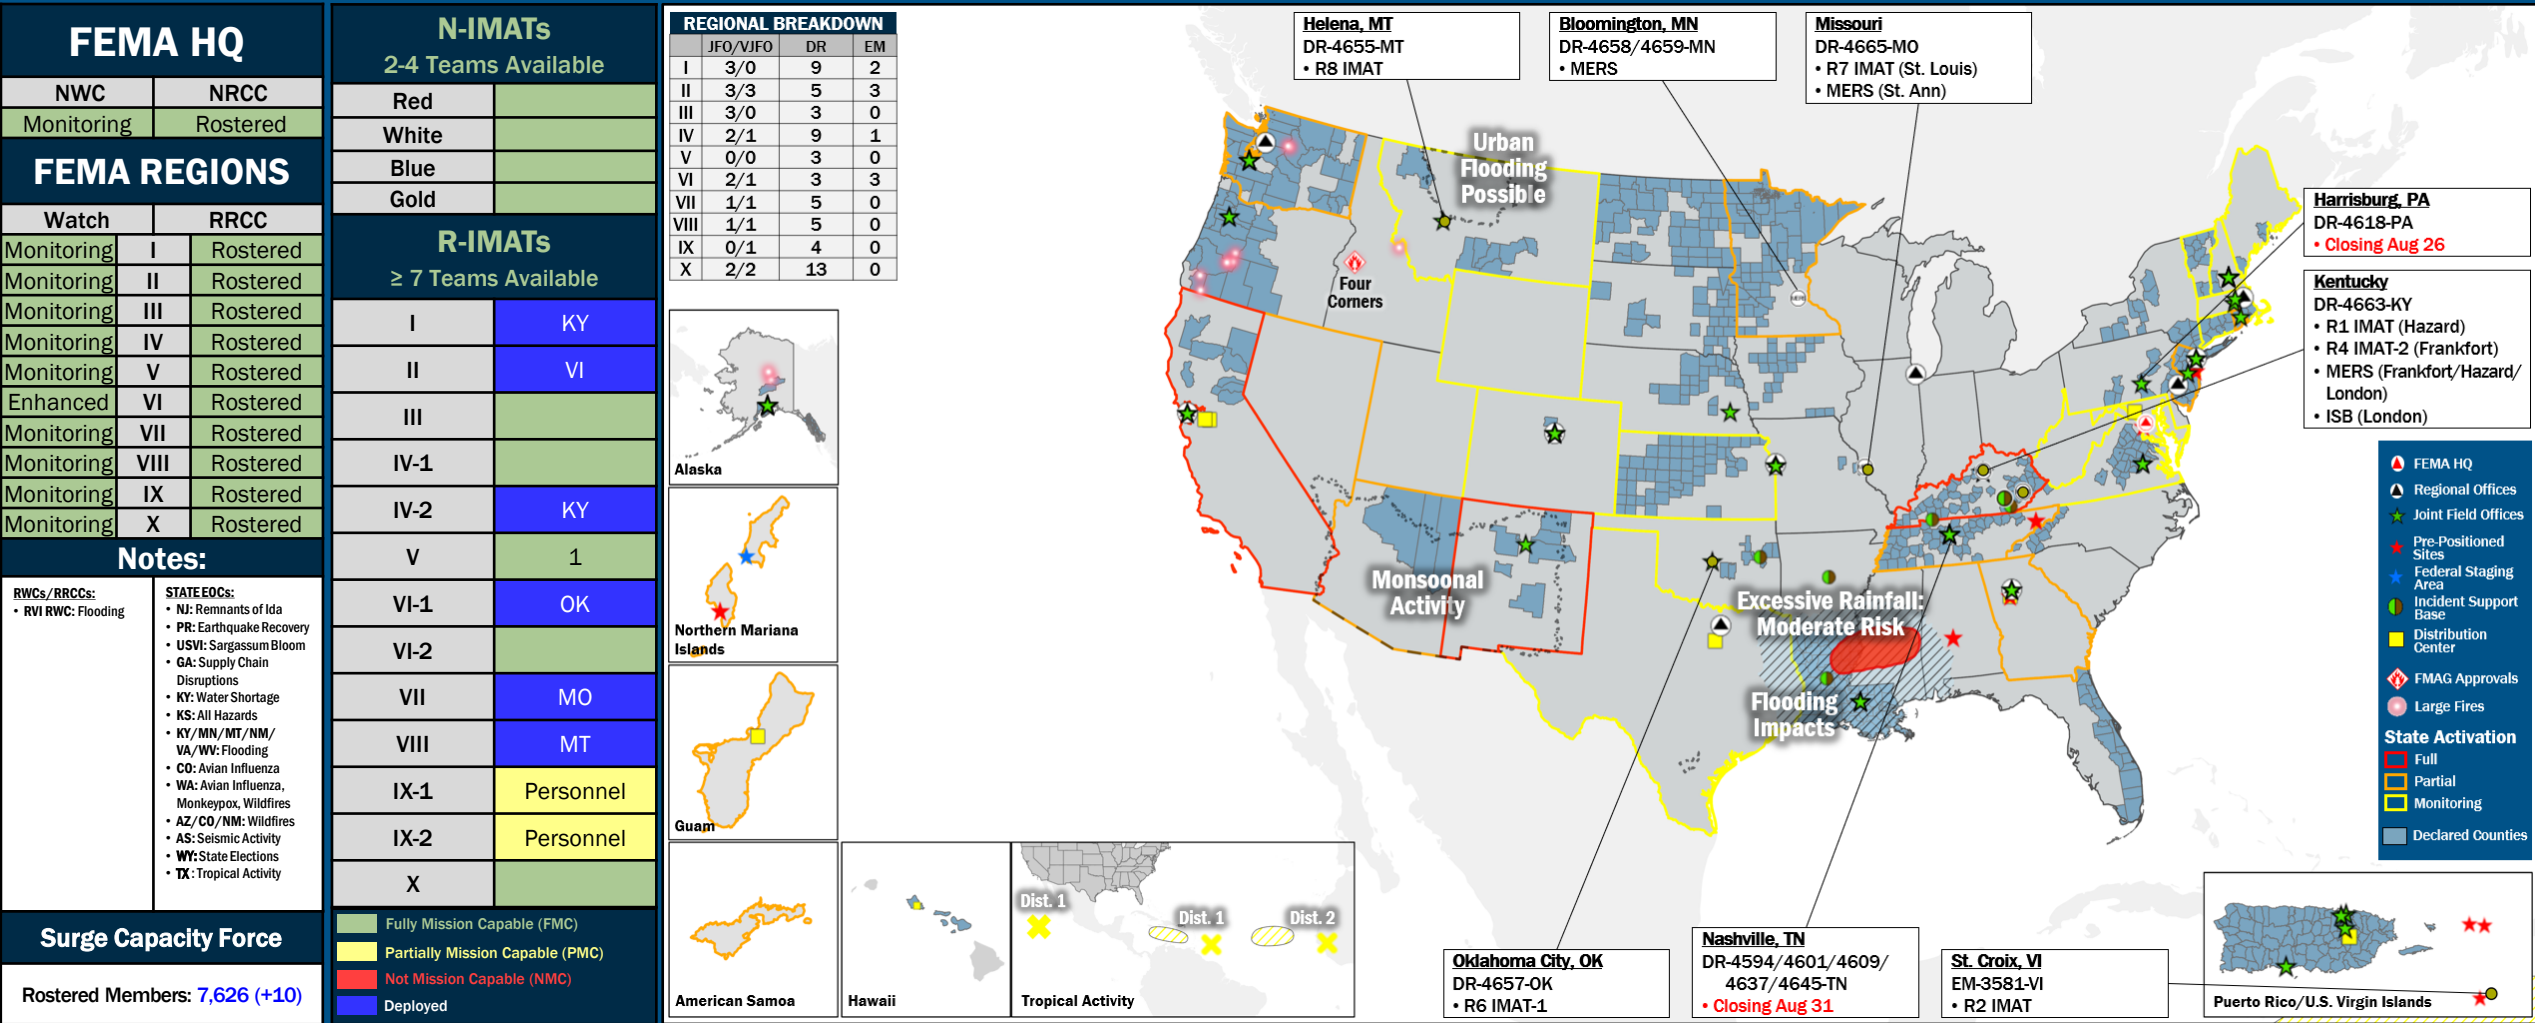 FEMA HQ
NWC NRCC
Monitoring Rostered
FEMA REGIONS
Watch RRCC
Monitoring I Rostered
Monitoring II Rostered
Monitoring III Rostered
Monitoring IV Rostered
Monitoring V Rostered
Enhanced VI Rostered
Monitoring VII Rostered
Monitoring VIII Rostered
Monitoring IX Rostered
Monitoring X Rostered
Notes:
RWCs/RRCCs:
• RVI RWC: Flooding
STATE EOCs:
• NJ: Remnants of Ida
• PR: Earthquake Recovery
• USVI: Sargassum Bloom
• GA: Supply Chain
Disruptions
• KY: Water Shortage
• KS: All Hazards
• KY/MN/MT/NM/
VA/WV: Flooding
• CO: Avian Influenza
• WA: Avian Influenza,
Monkeypox, Wildfires
• AZ/CO/NM: Wildfires
• AS: Seismic Activity
• WY: State Elections
• TX: Tropical Activity
Surge Capacity Force
Rostered Members: 7,626 (+10)
N-IMATs
2-4 Teams Available
Red
White
Blue
Gold
R-IMATs
≥ 7 Teams Available
I KY
II VI
III
IV-1
IV-2 KY
V 1
VI-1 OK
VI-2
VII MO
VIII MT
IX-1 Personnel
IX-2 Personnel
X
Fully Mission Capable (FMC)
Partially Mission Capable (PMC)
Not Mission Capable (NMC)
Deployed
REGIONAL BREAKDOWN
JFO/VJFO DR EM
I 3/0 9 2
II 3/3 5 3
III 3/0 3 0
IV 2/1 9 1
V 0/0 3 0
VI 2/1 3 3
VII 1/1 5 0
VIII 1/1 5 0
IX 0/1 4 0
X 2/2 13 0
Alaska
Northern Mariana
Islands
Guam
American Samoa
Hawaii
Dist. 1
Dist. 1
Dist. 2
Tropical Activity
Helena, MT
DR-4655-MT
• R8 IMAT
Bloomington, MN
DR-4658/4659-MN
• MERS
Missouri
DR-4665-MO
• R7 IMAT (St. Louis)
• MERS (St. Ann)
Harrisburg, PA
DR-4618-PA
• Closing Aug 26
Kentucky
DR-4663-KY
• R1 IMAT (Hazard)
• R4 IMAT-2 (Frankfort)
• MERS (Frankfort/Hazard/
London)
• ISB (London)
Urban
Flooding
Possible
Four
Corners
MERS
Monsoonal
Activity
Excessive Rainfall:
Moderate Risk
Flooding
Impacts
Oklahoma City, OK
DR-4657-OK
• R6 IMAT-1
Nashville, TN
DR-4594/4601/4609/
4637/4645-TN
• Closing Aug 31
St. Croix, VI
EM-3581-VI
• R2 IMAT
FEMA HQ
Regional Offices
Joint Field Offices
Pre-Positioned
Sites
Federal Staging
Area
Incident Support
Base
Distribution
Center
FMAG Approvals
Large Fires
State Activation
Full
Partial
Monitoring
Declared Counties
Puerto Rico/U.S. Virgin Islands